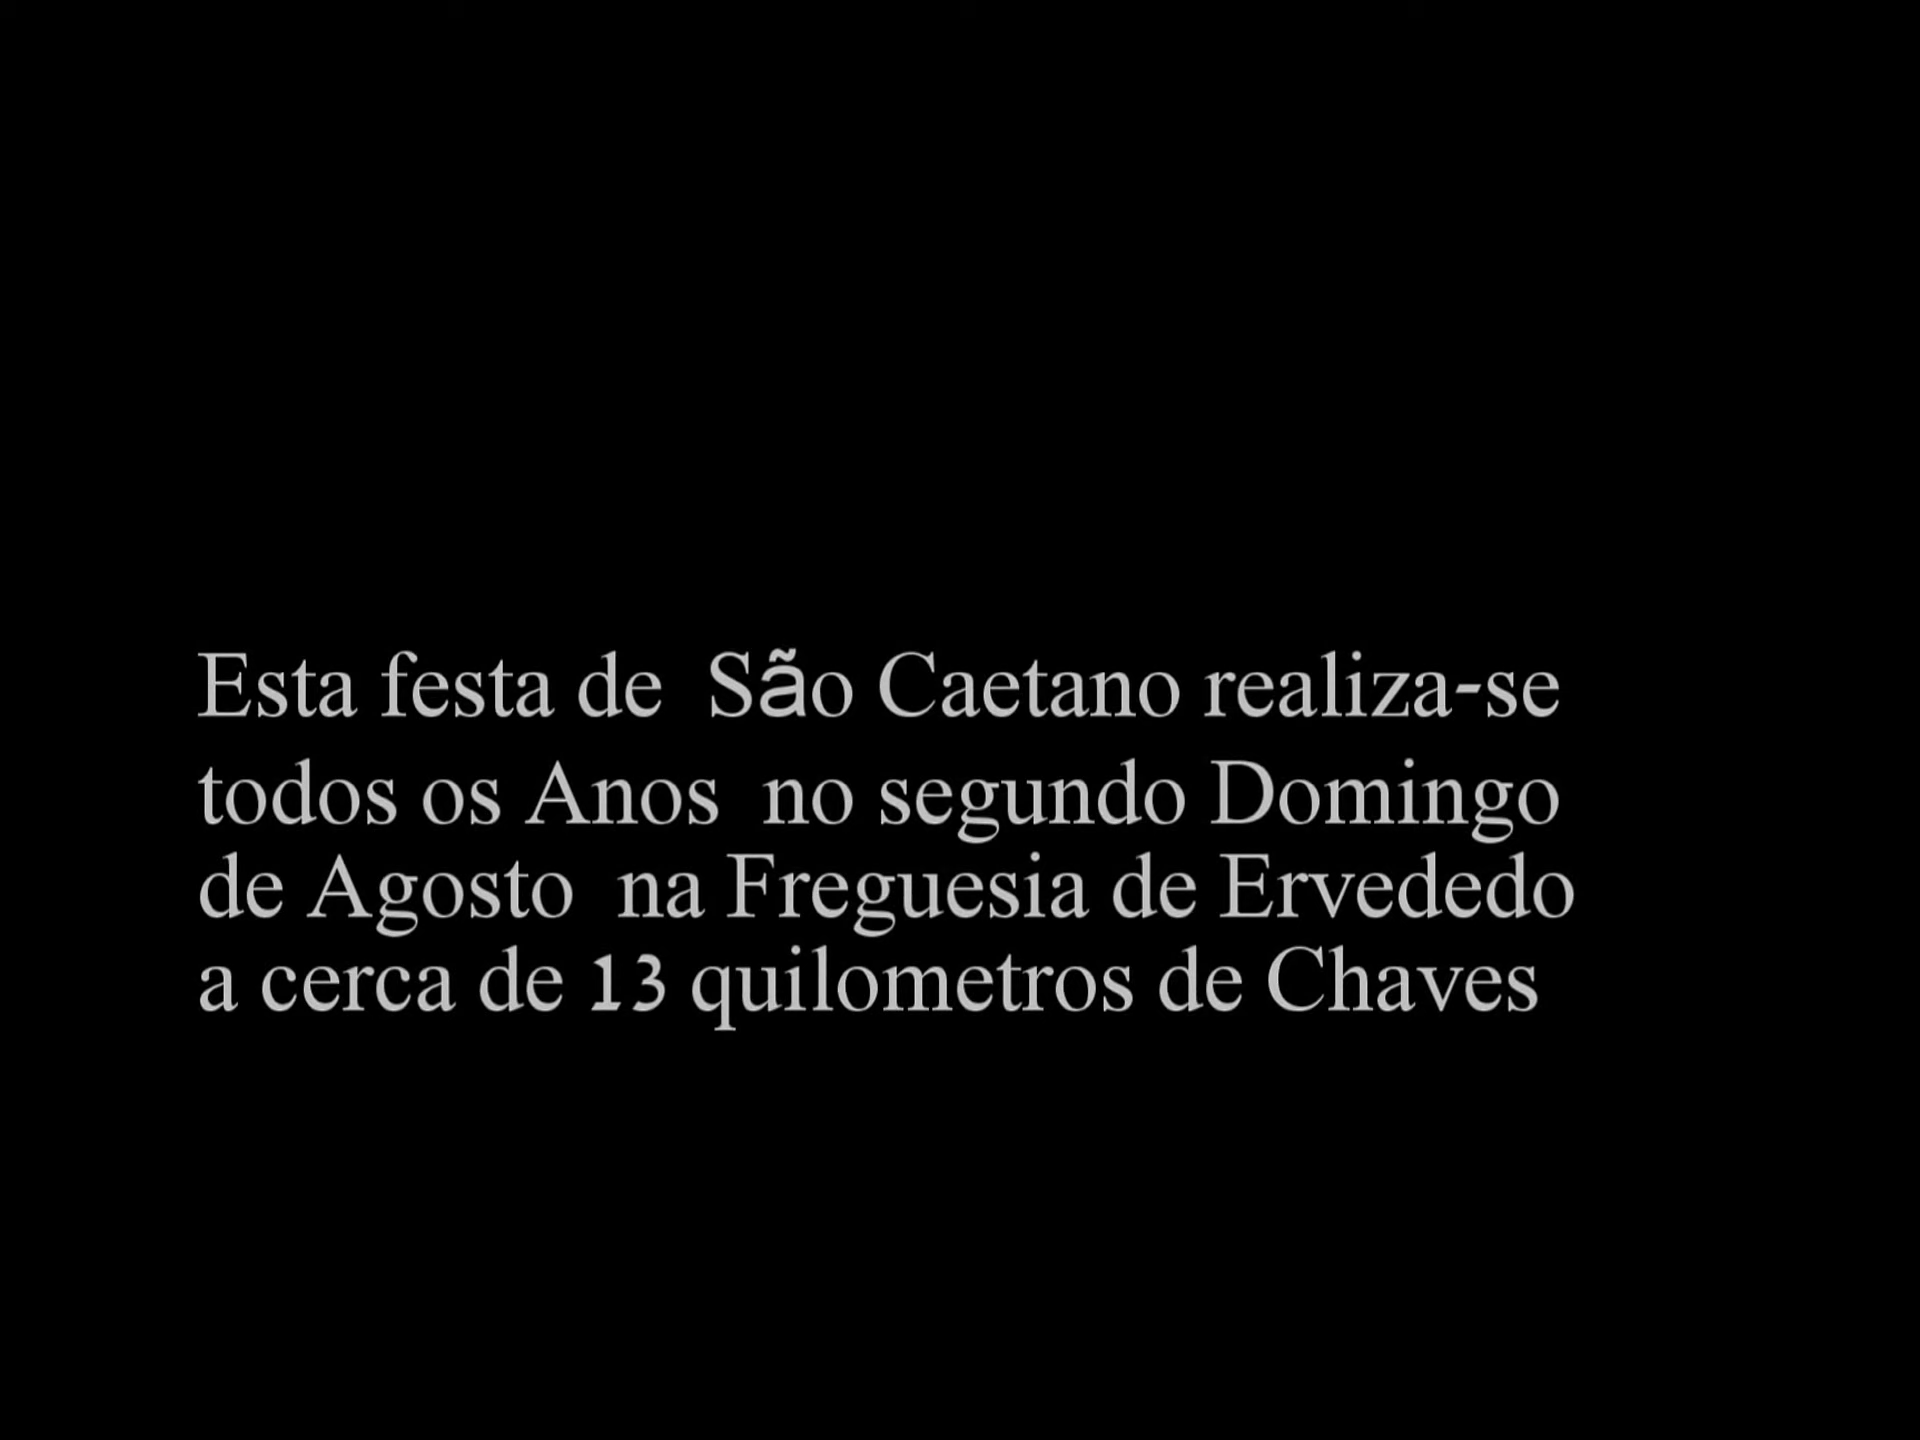 Esta festa de  São Caetano realiza-se
todos os Anos  no segundo Domingo
de Agosto  na Freguesia de Ervededo
a cerca de 13 quilometros de Chaves